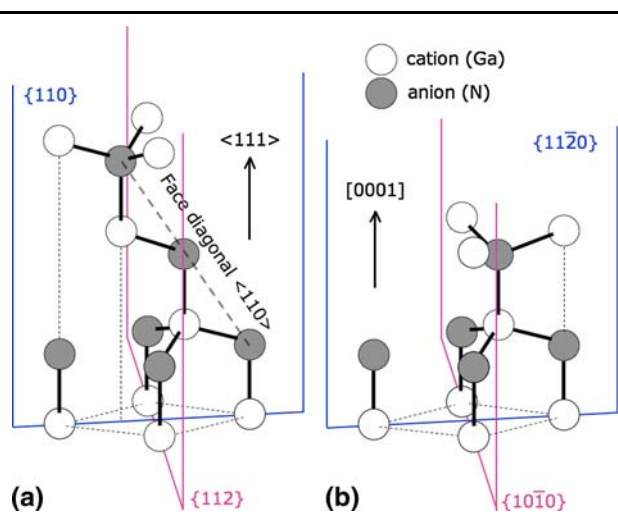 cation (Ga)
anion (N)
{110}
<111>
{11$\bar{2}$0}
[0001]
Face diagonal <110>
(a)
{112}
(b)
{10$\bar{1}$0}